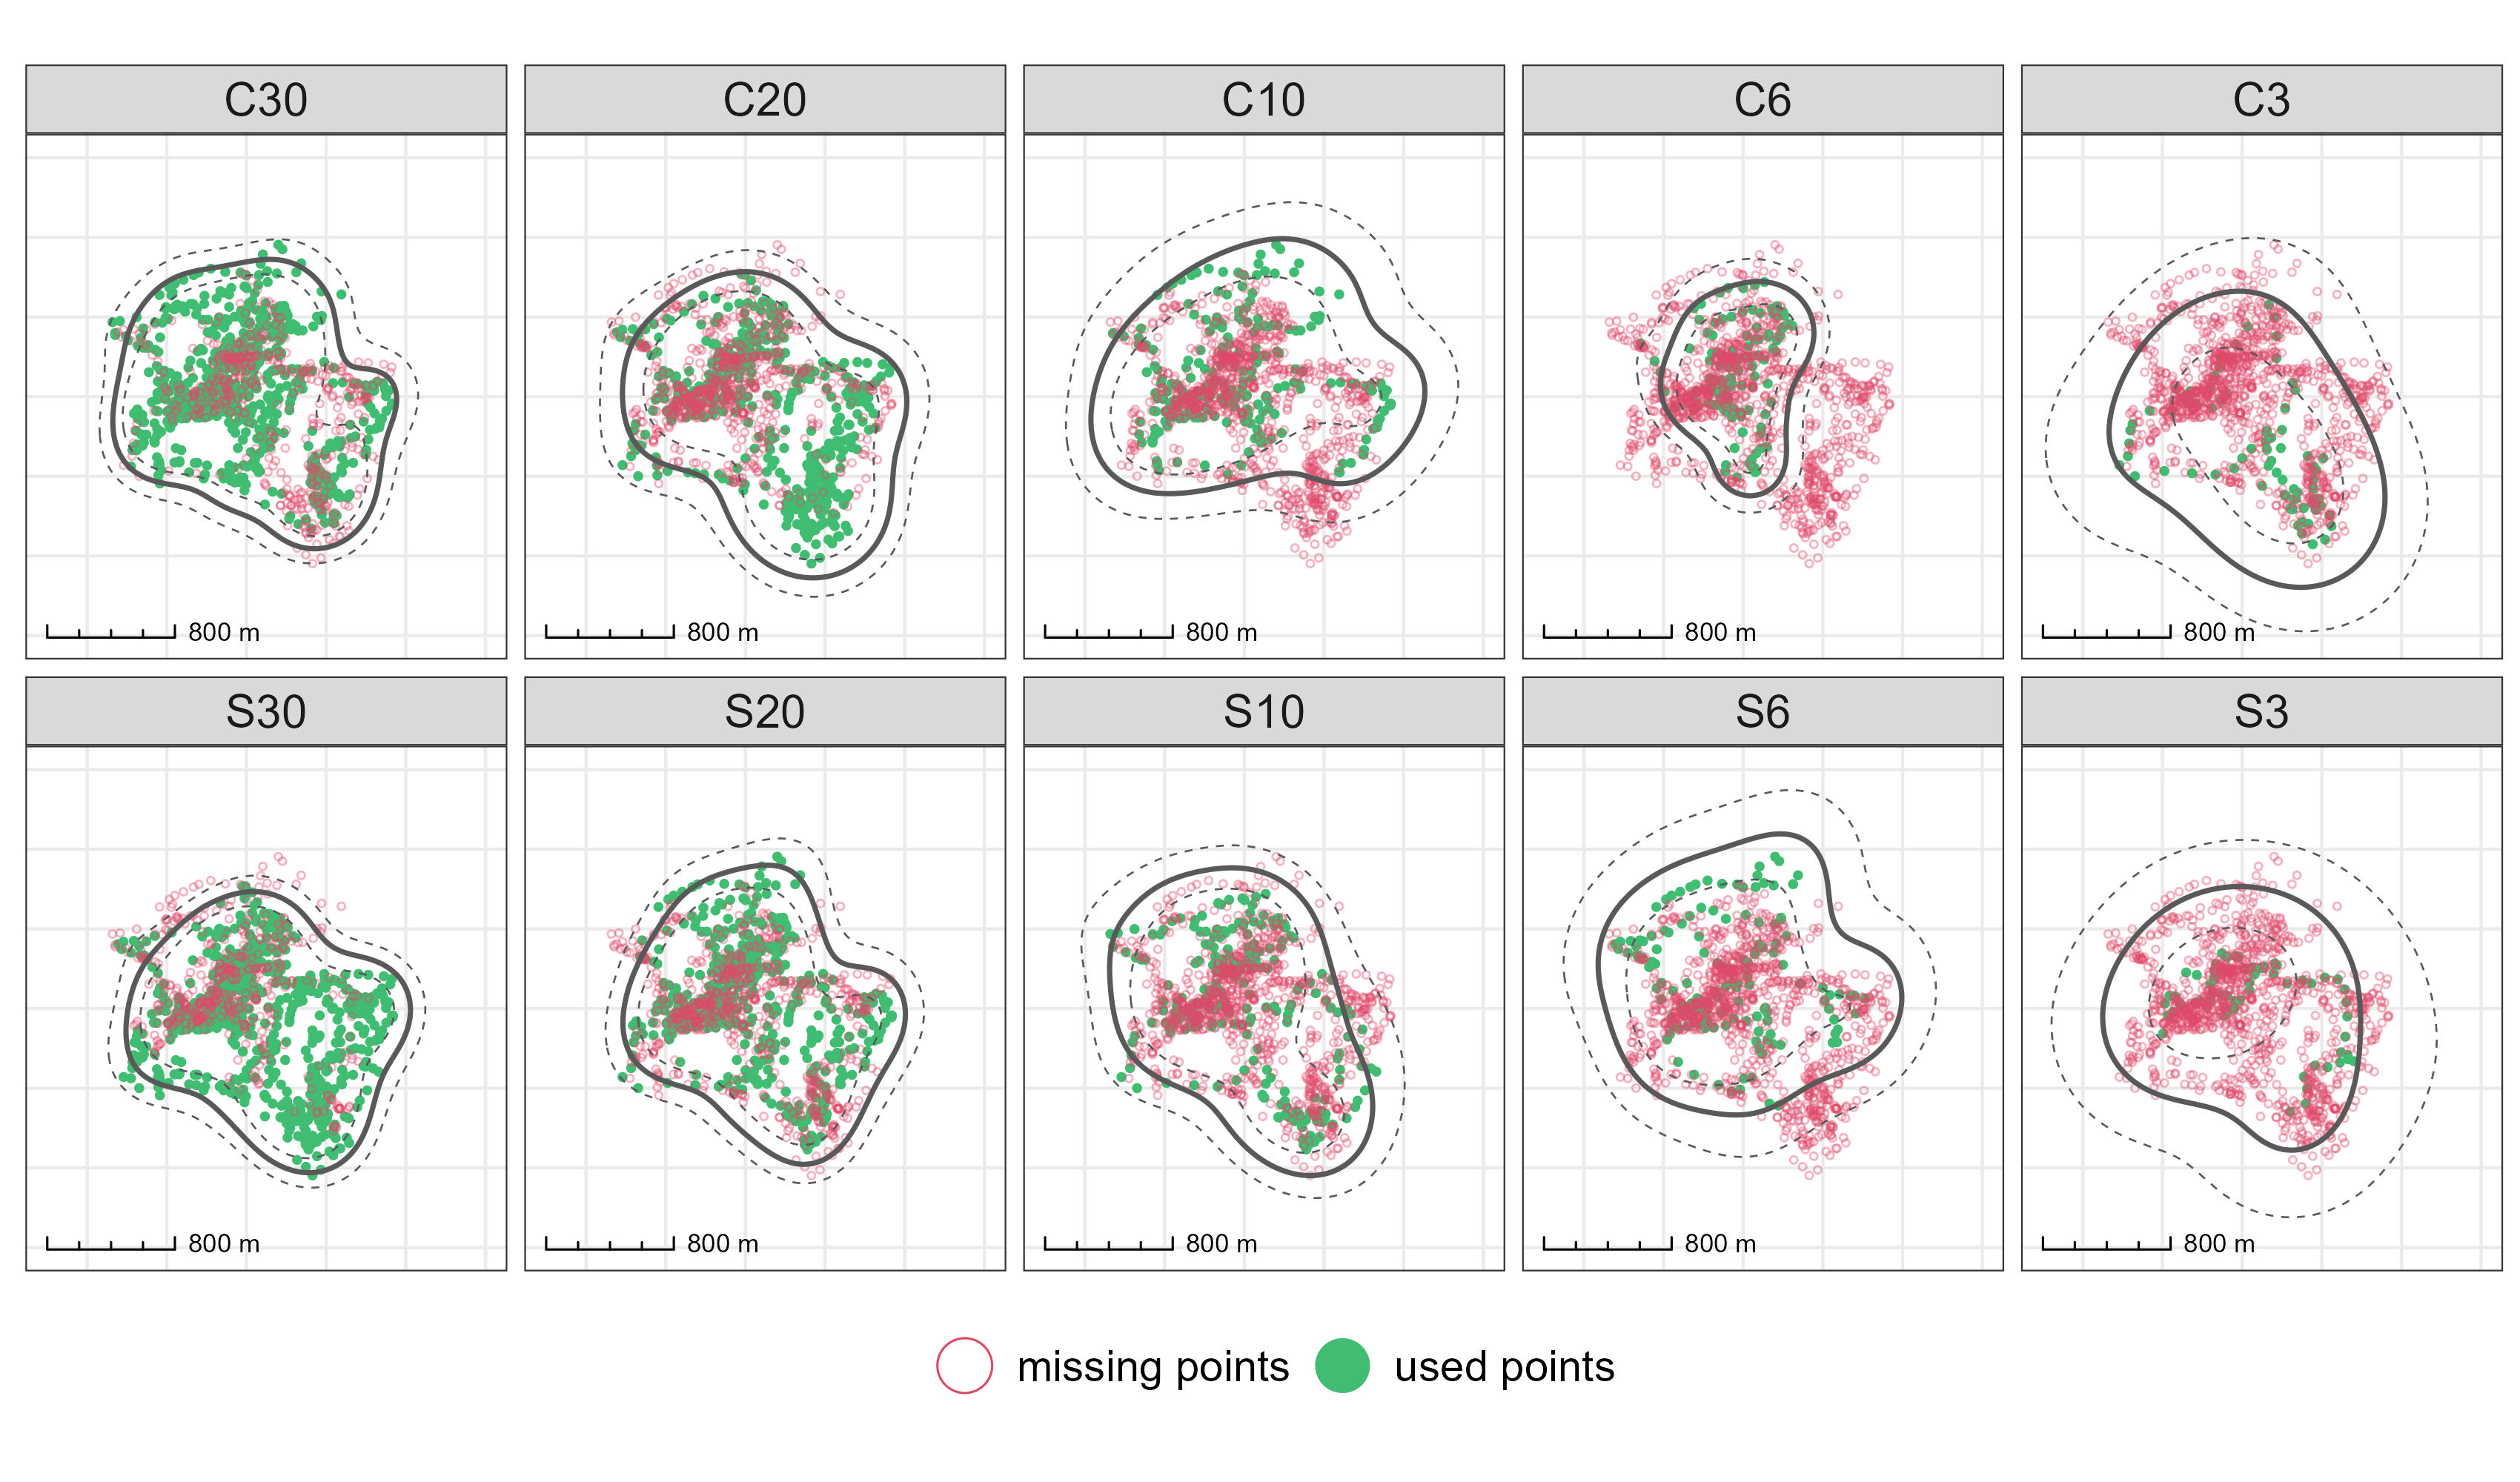 C30 C20 C10 C6 C3
800 m 800 m 800 m 800 m 800 m
S30 S20 S10 S6 S3
800 m 800 m 800 m 800 m 800 m
missing points used points